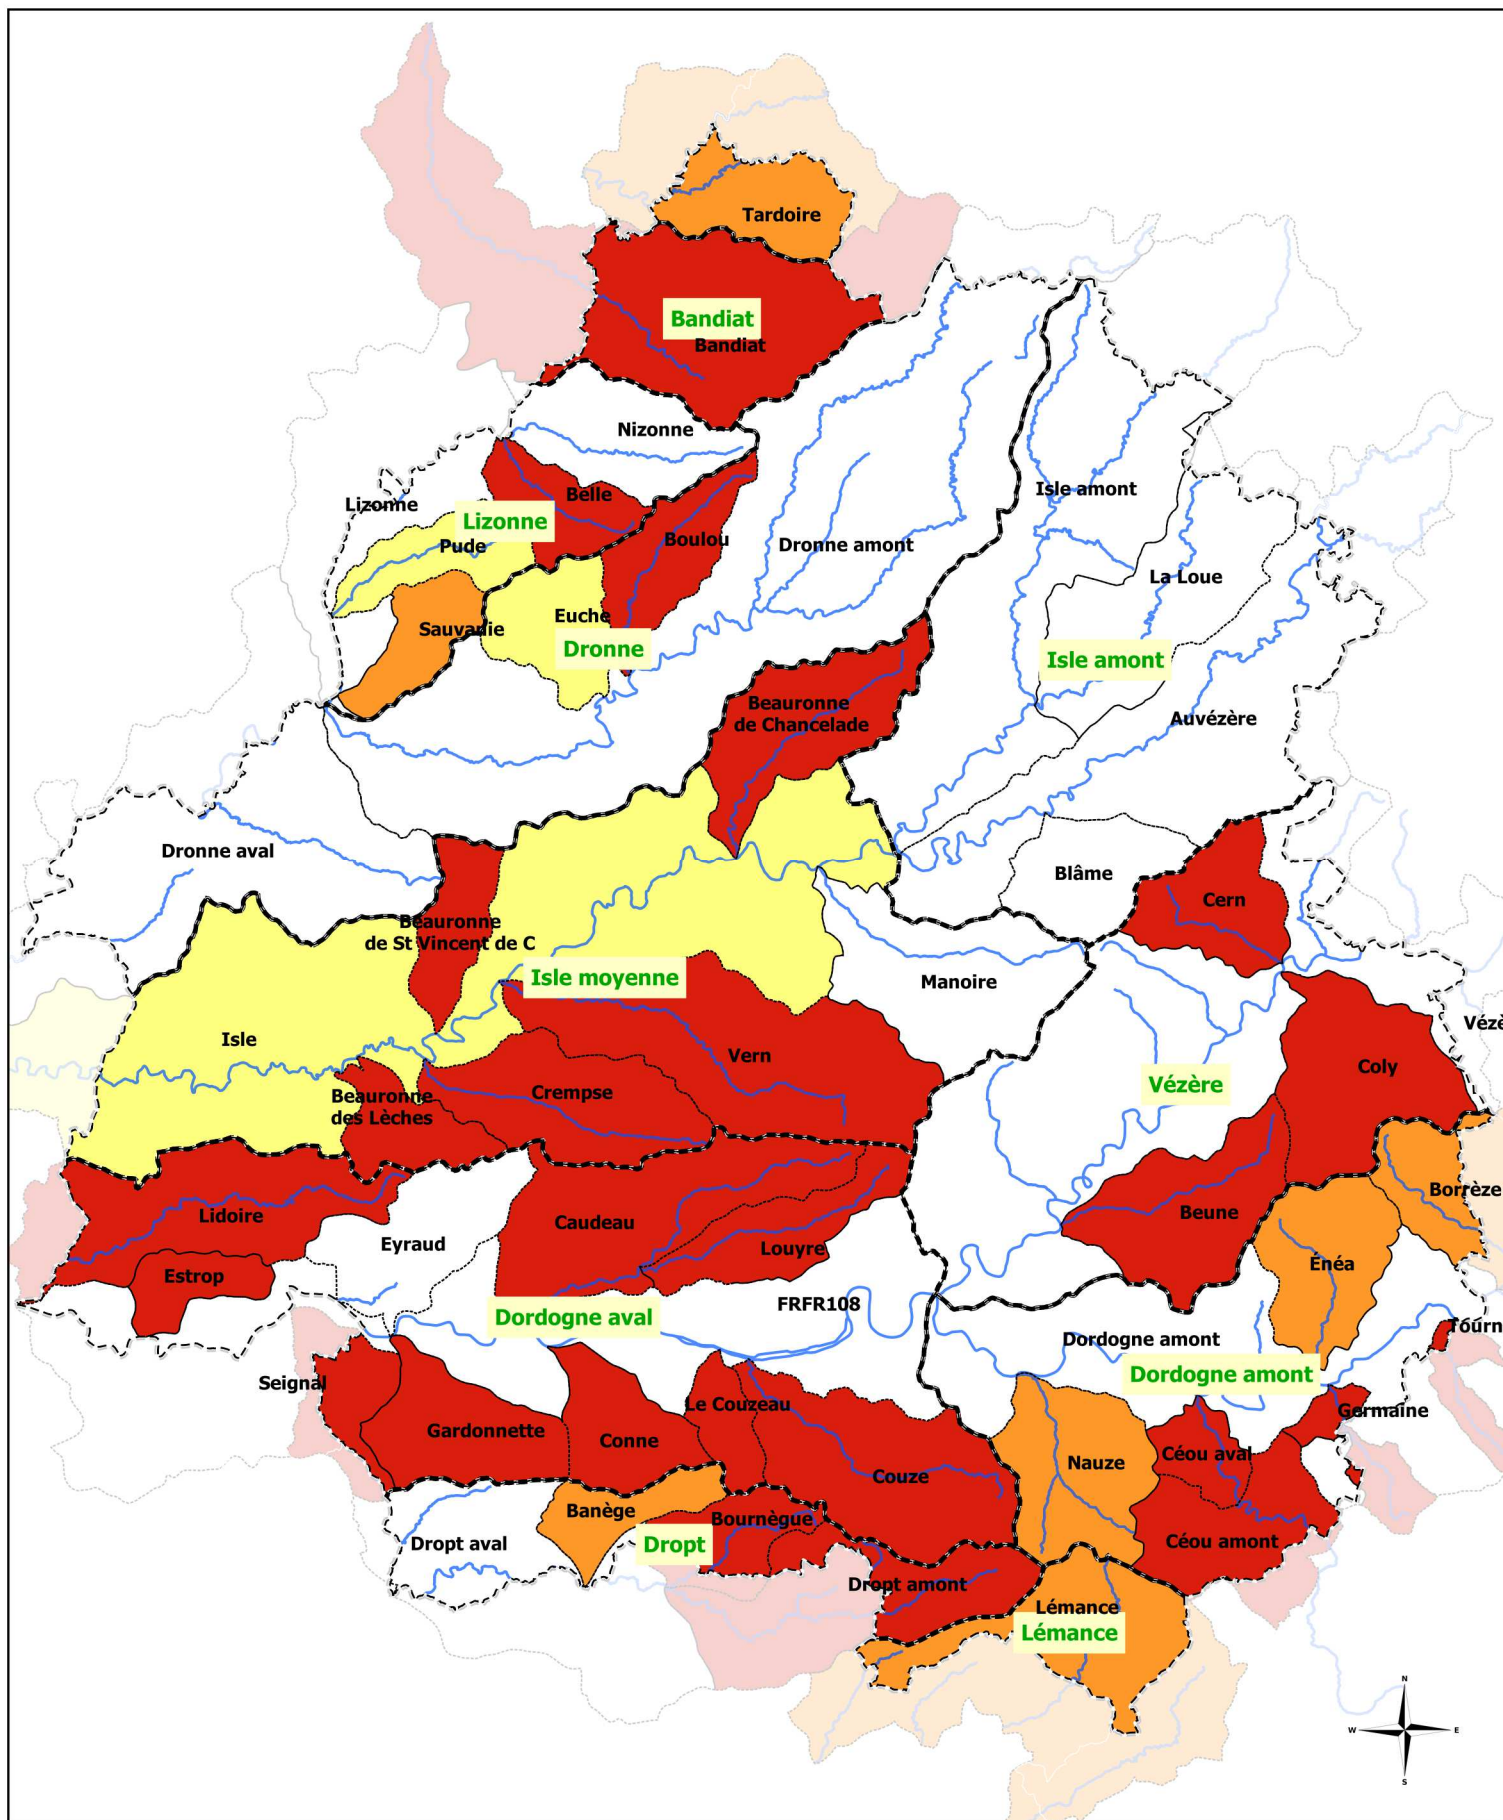 Tardoire
Bandiat
Bandiat
Nizonne
Belle
Lizonne
Lizonne
Pude
Boulou
Dronne amont
Isle amont
La Loue
Euche
Sauvanie
Dronne
Isle amont
Beauronne
de Chancelade
Auvézère
Dronne aval
Blâme
Cern
Beauronne
de St Vincent de C
Isle moyenne
Manoire
Vézè
Isle
Vern
Coly
Crempse
Vézère
Beauronne
des Lèches
Borrèze
Lidoire
Caudeau
Beune
Eyraud
Louyre
Énéa
Estrop
FRFR108
Dordogne aval
Tourn
Dordogne amont
Dordogne amont
Seignal
Le Couzeau
Germaine
Gardonnette
Conne
Céou aval
Nauze
Couze
Banège
Bournègue
Dropt aval
Dropt
Céou amont
Dropt amont
Lémance
Lémance
N
W
E
S